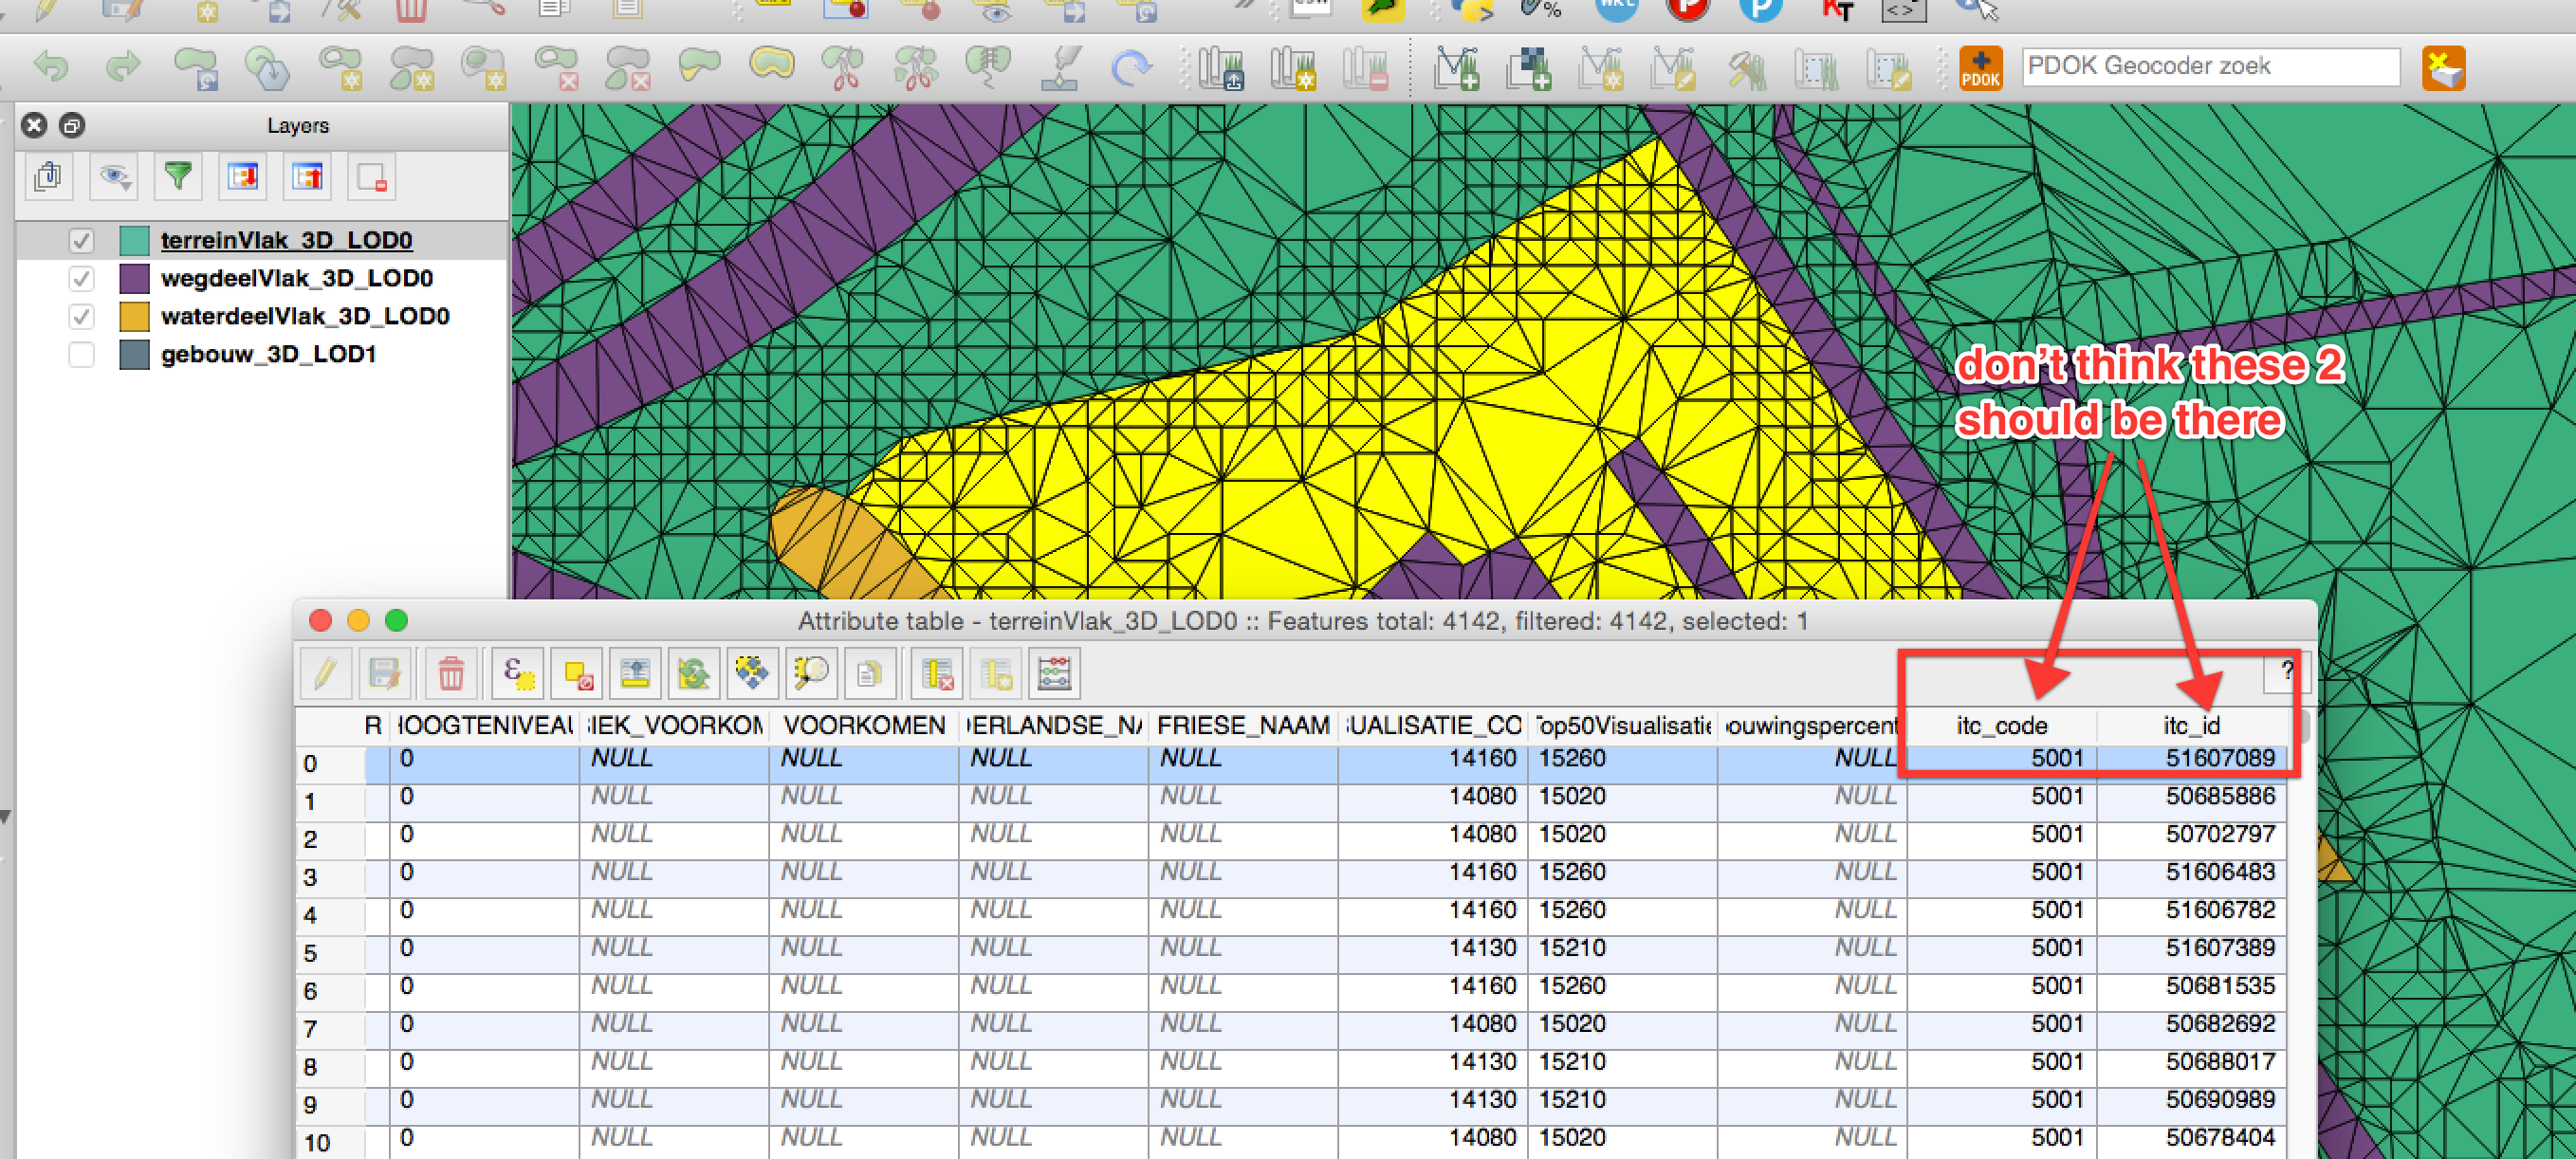 %
PDOK
PDOK Geocoder zoek
Layers
terreinVlak_3D_LOD0
wegdeelVlak_3D_LOD0
waterdeelVlak_3D_LOD0
gebouw_3D_LOD1
don't think these 2
should be there
Attribute table - terreinVlak_3D_LOD0 :: Features total: 4142, filtered: 4142, selected: 1
?
R HOOGTENIVEAU IEK_VOORKOM VOORKOMEN DERLANDSE_NA FRIESE_NAAM UALISATIE_CO op50Visualisatie ouwingspercent itc_code itc_id
0 0 NULL NULL NULL NULL 14160 15260 NULL 5001 51607089
1 0 NULL NULL NULL NULL 14080 15020 NULL 5001 50685886
2 0 NULL NULL NULL NULL 14080 15020 NULL 5001 50702797
3 0 NULL NULL NULL NULL 14160 15260 NULL 5001 51606483
4 0 NULL NULL NULL NULL 14160 15260 NULL 5001 51606782
5 0 NULL NULL NULL NULL 14130 15210 NULL 5001 51607389
6 0 NULL NULL NULL NULL 14160 15260 NULL 5001 50681535
7 0 NULL NULL NULL NULL 14080 15020 NULL 5001 50682692
8 0 NULL NULL NULL NULL 14130 15210 NULL 5001 50688017
9 0 NULL NULL NULL NULL 14130 15210 NULL 5001 50690989
10 0 NULL NULL NULL NULL 14080 15020 NULL 5001 50678404